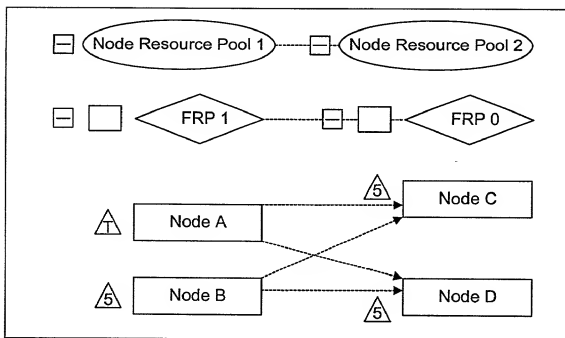 Node Resource Pool 1
Node Resource Pool 2
FRP 1
FRP 0
5
Node C
T
Node A
5
Node B
5
Node D